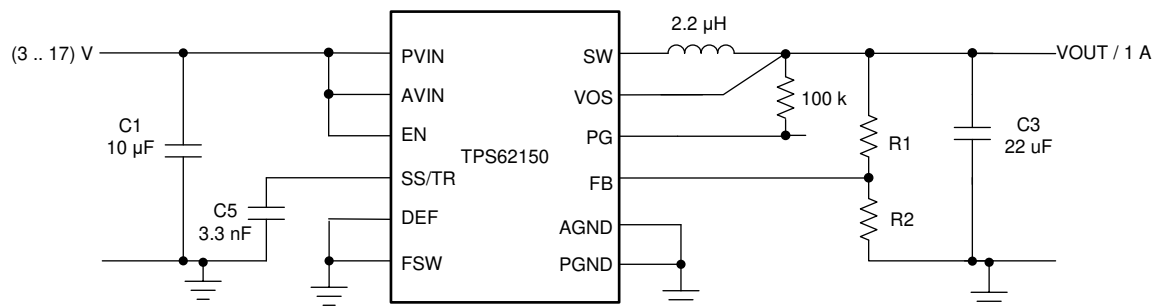 2.2 µH
(3 .. 17) V
PVIN
SW
VOUT / 1 A
AVIN
VOS
100 k
C1
10 µF
EN
PG
C3
22 uF
TPS62150
R1
SS/TR
FB
C5
3.3 nF
DEF
AGND
R2
FSW
PGND